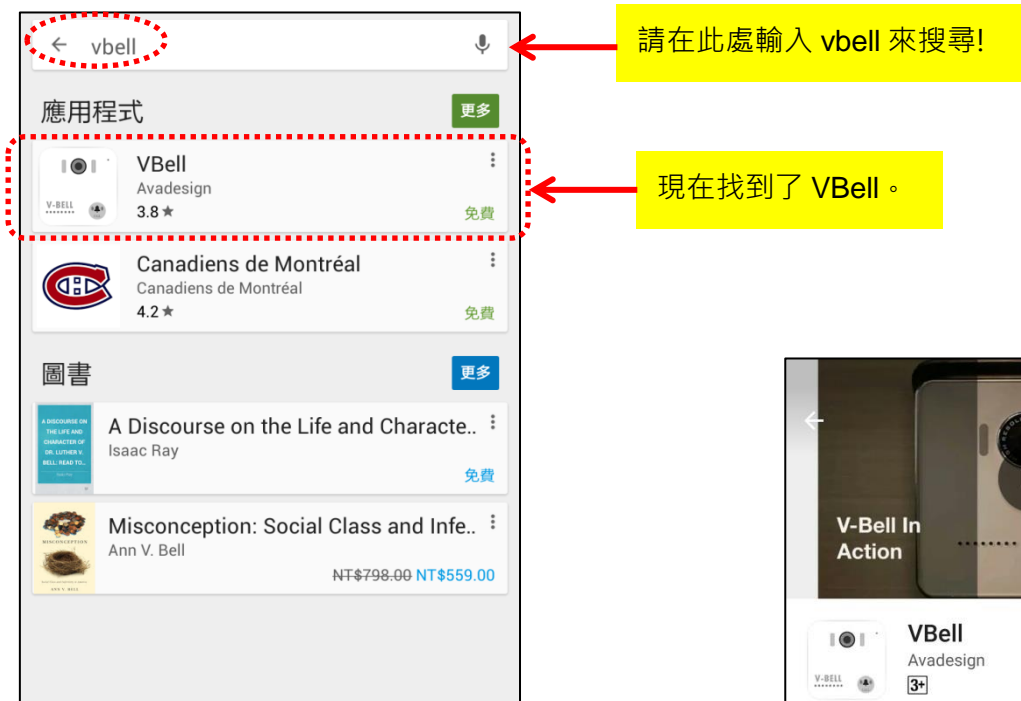 vbell
請在此處輸入 vbell 來搜尋!
應用程式
更多
VBell
Avadesign
3.8★
免費
V-BELL
現在找到了 VBell。
Canadiens de Montréal
Canadiens de Montréal
4.2★
免費
圖書
更多
A DISCOURSE ON
THE LIFE AND
CHARACTER OF
DR. LUTHER V.
BELL; READ TO...
A Discourse on the Life and Characte..
Isaac Ray
免費
MISCONCEPTION
ANN V. BELL
Misconception: Social Class and Infe..
Ann V. Bell
NT$798.00 NT$559.00
V-Bell In
Action
V-BELL
VBell
Avadesign
3+